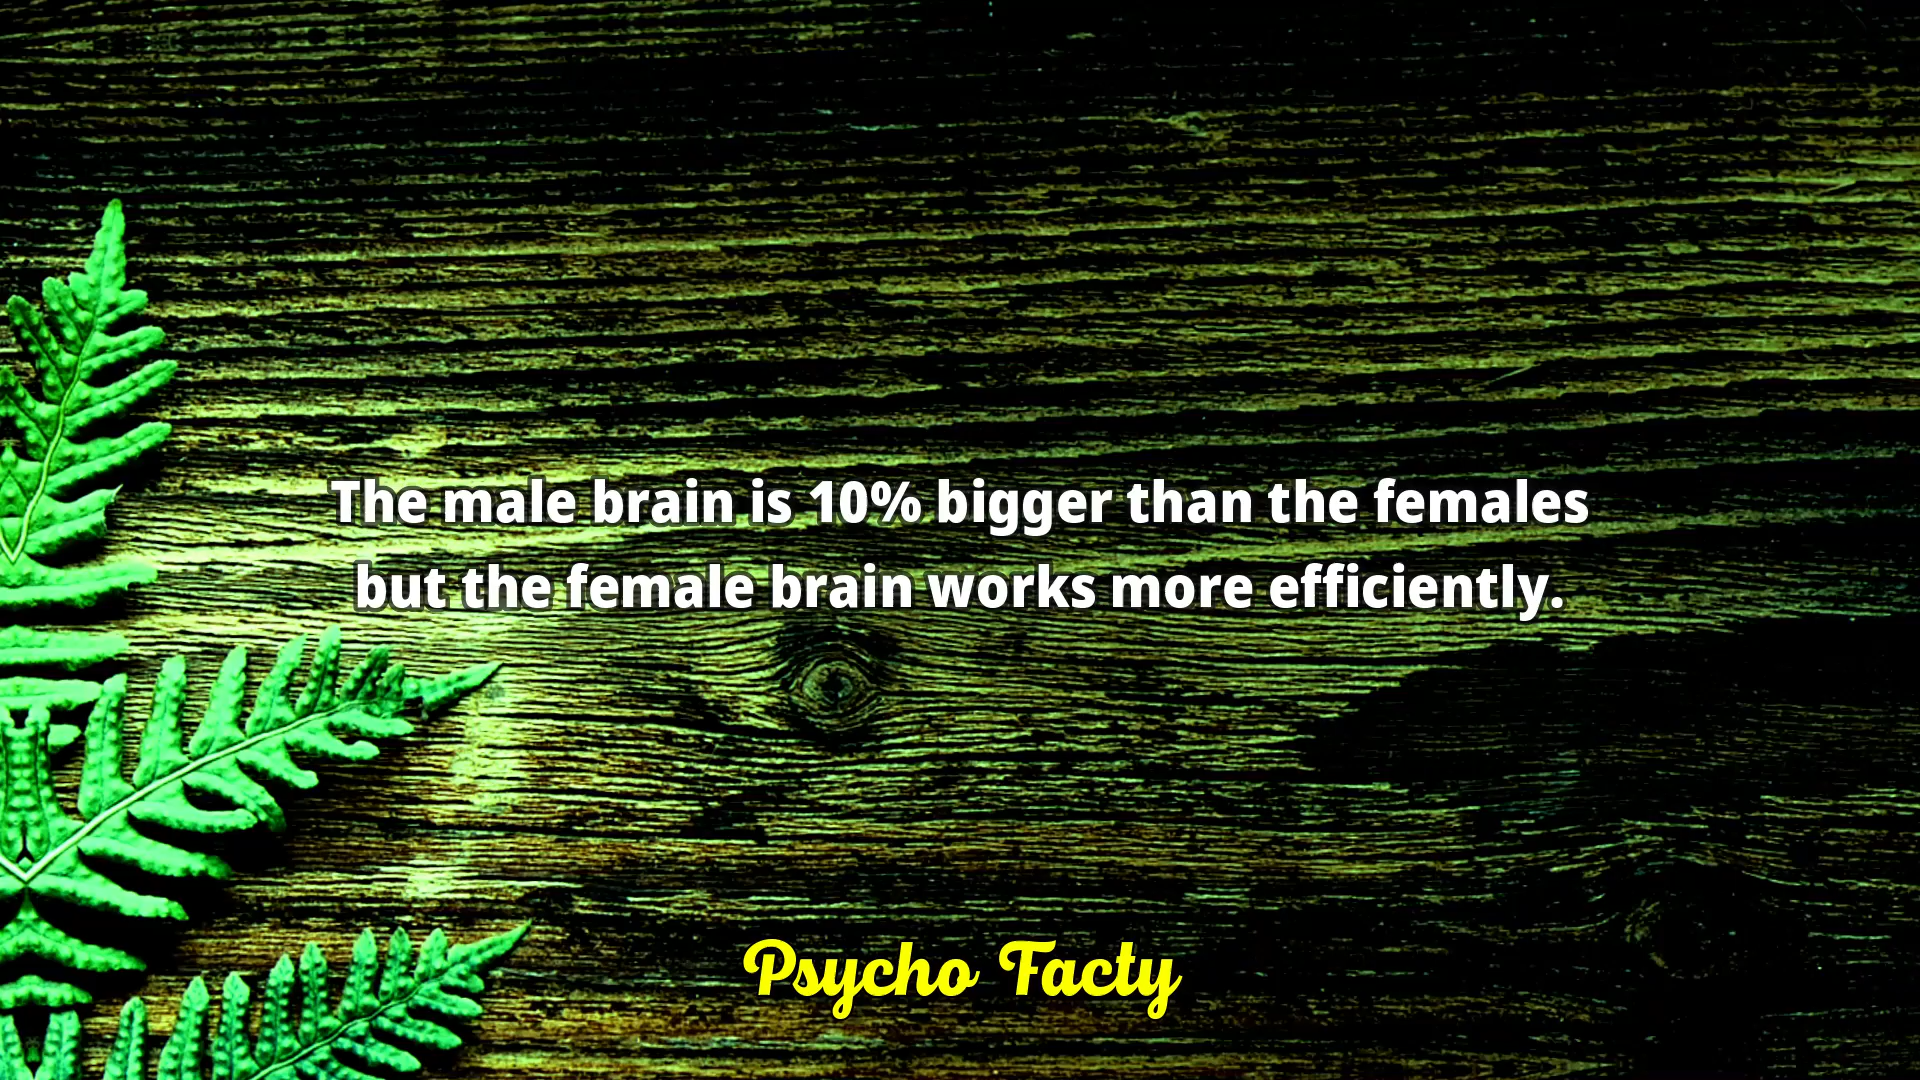 The male brain is 10% bigger than the females
but the female brain works more efficiently.
Psycho Facty